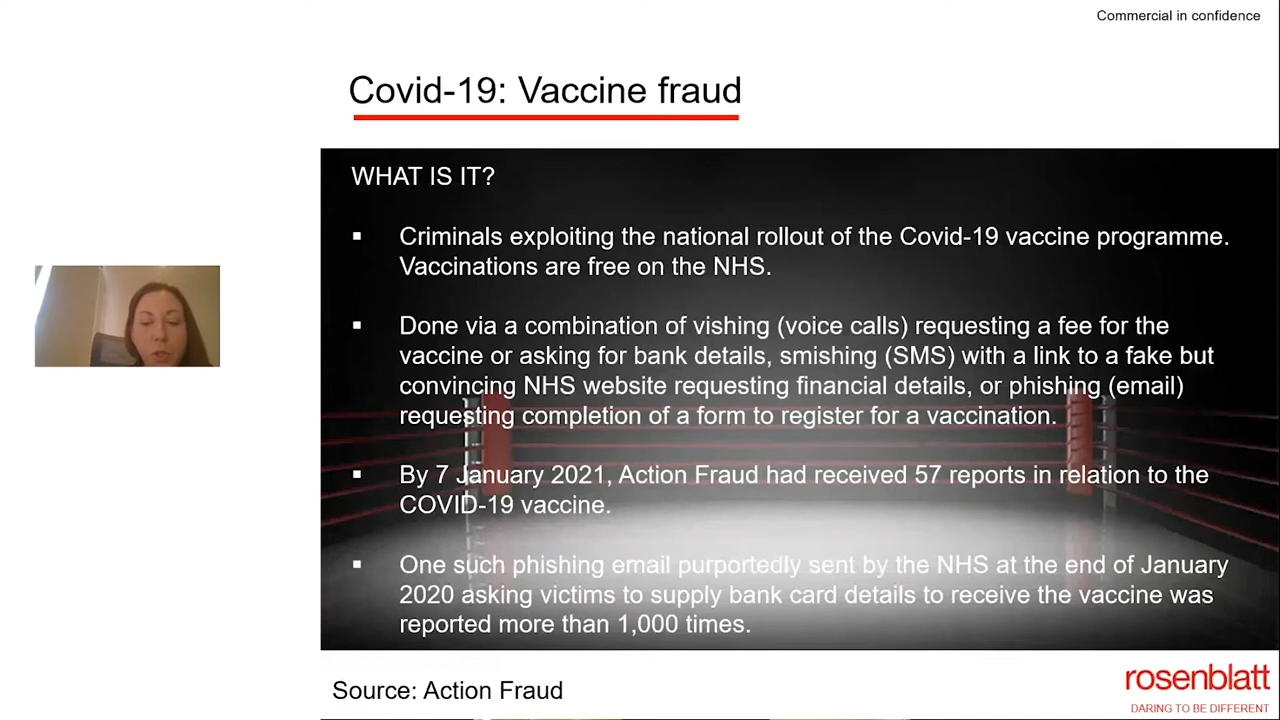 Commercial in confidence
Covid-19: Vaccine fraud
WHAT IS IT?
▪ Criminals exploiting the national rollout of the Covid-19 vaccine programme.
Vaccinations are free on the NHS.
▪ Done via a combination of vishing (voice calls) requesting a fee for the
vaccine or asking for bank details, smishing (SMS) with a link to a fake but
convincing NHS website requesting financial details, or phishing (email)
requesting completion of a form to register for a vaccination.
▪ By 7 January 2021, Action Fraud had received 57 reports in relation to the
COVID-19 vaccine.
▪ One such phishing email purportedly sent by the NHS at the end of January
2020 asking victims to supply bank card details to receive the vaccine was
reported more than 1,000 times.
Source: Action Fraud
rosenblatt
DARING TO BE DIFFERENT